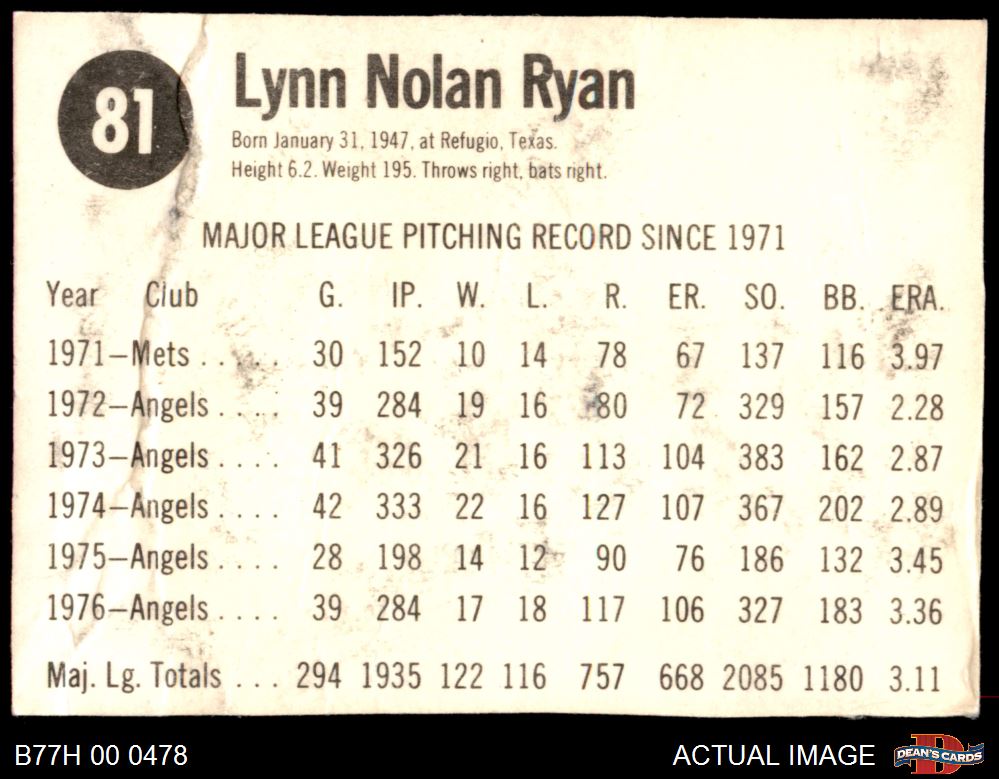 81
Lynn Nolan Ryan
Born January 31, 1947, at Refugio, Texas.
Height 6.2. Weight 195. Throws right, bats right.
MAJOR LEAGUE PITCHING RECORD SINCE 1971
Year Club G. IP. W. L. R. ER. SO. BB. ERA.
1971—Mets ..... 30 152 10 14 78 67 137 116 3.97
1972—Angels .... 39 284 19 16 80 72 329 157 2.28
1973—Angels .... 41 326 21 16 113 104 383 162 2.87
1974—Angels .... 42 333 22 16 127 107 367 202 2.89
1975—Angels .... 28 198 14 12 90 76 186 132 3.45
1976—Angels .... 39 284 17 18 117 106 327 183 3.36
Maj. Lg. Totals ... 294 1935 122 116 757 668 2085 1180 3.11
B77H 00 0478 ACTUAL IMAGE DEAN'S CARDS